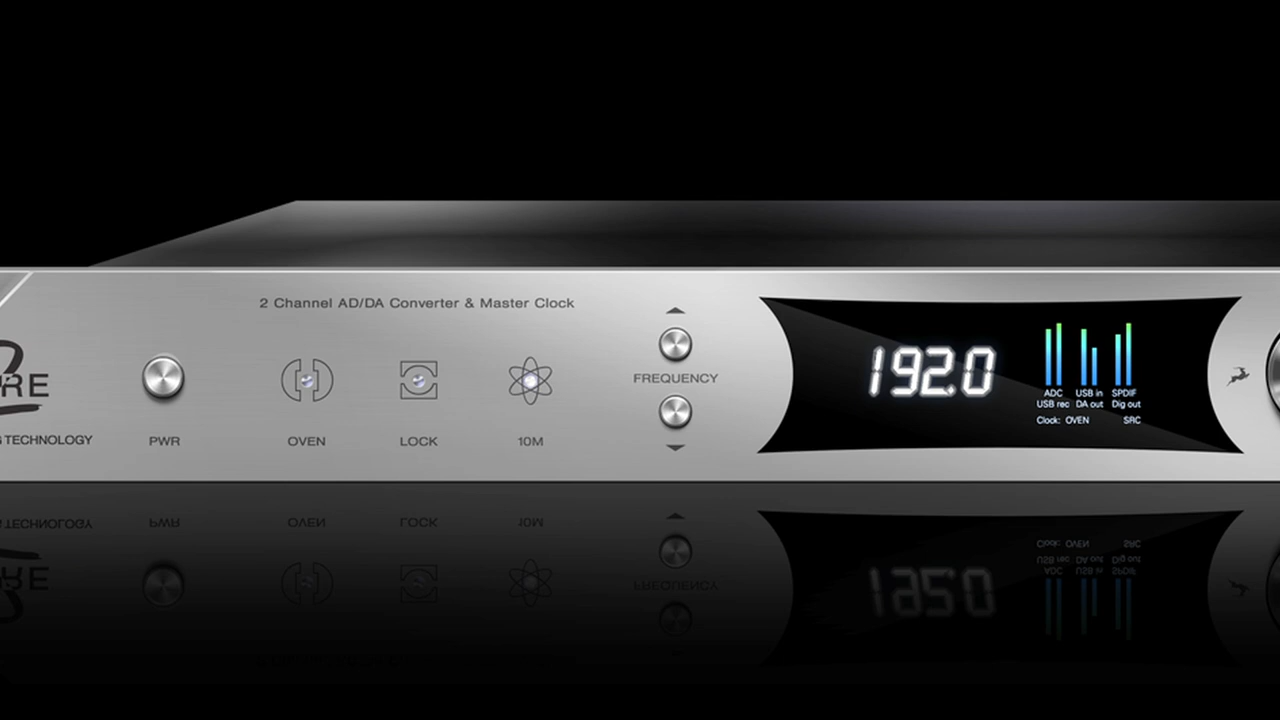 2 Channel AD/DA Converter & Master Clock
RE
TECHNOLOGY
PWR
OVEN
LOCK
10M
FREQUENCY
192.0
ADC USB in SPDIF
USB rec DA out Dig out
Clock: OVEN SRC